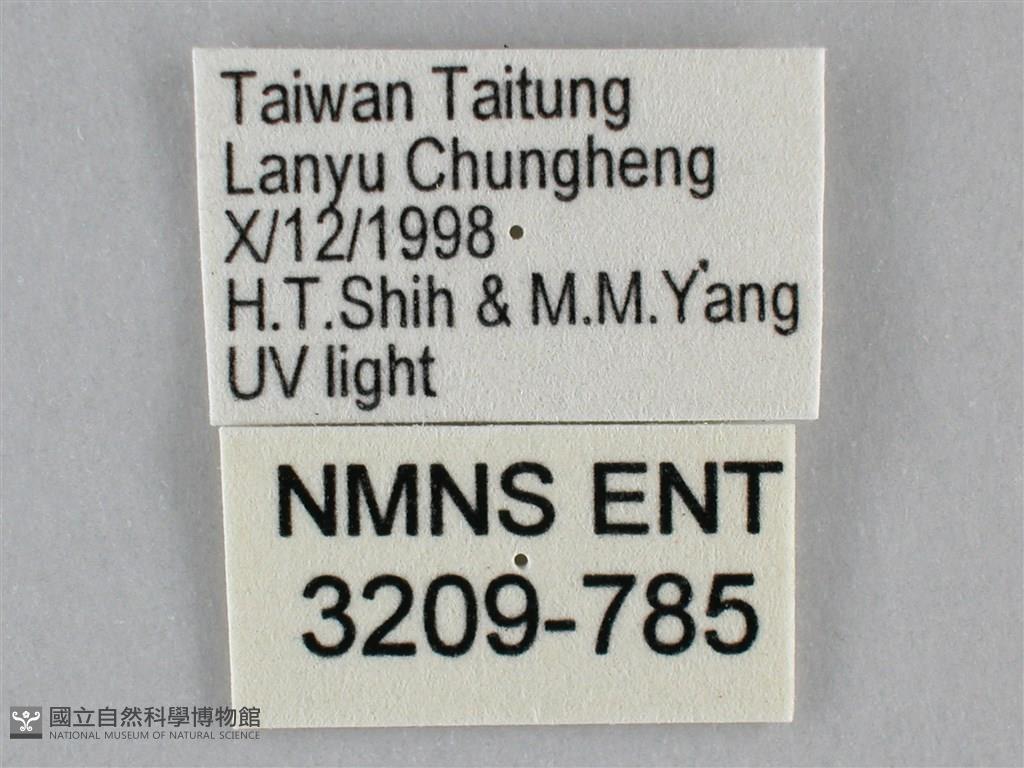 Taiwan Taitung
Lanyu Chungheng
X/12/1998
H.T.Shih & M.M.Yang
UV light
NMNS ENT
3209-785
國立自然科學博物館
NATIONAL MUSEUM OF NATURAL SCIENCE